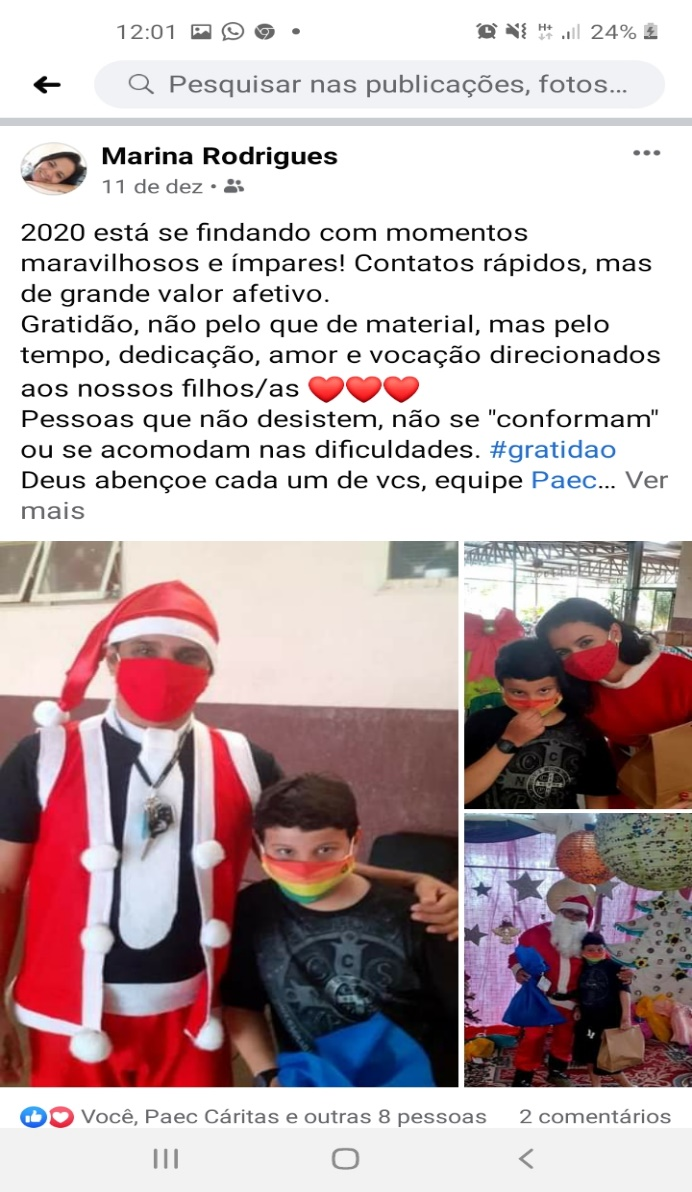 12:01
H+
24%
Pesquisar nas publicações, fotos...
Marina Rodrigues
11 de dez
2020 está se findando com momentos
maravilhosos e ímpares! Contatos rápidos, mas
de grande valor afetivo.
Gratidão, não pelo que de material, mas pelo
tempo, dedicação, amor e vocação direcionados
aos nossos filhos/as ❤️❤️❤️
Pessoas que não desistem, não se "conformam"
ou se acomodam nas dificuldades. #gratidao
Deus abençoe cada um de vcs, equipe Paec... Ver
mais
Você, Paec Cáritas e outras 8 pessoas
2 comentários